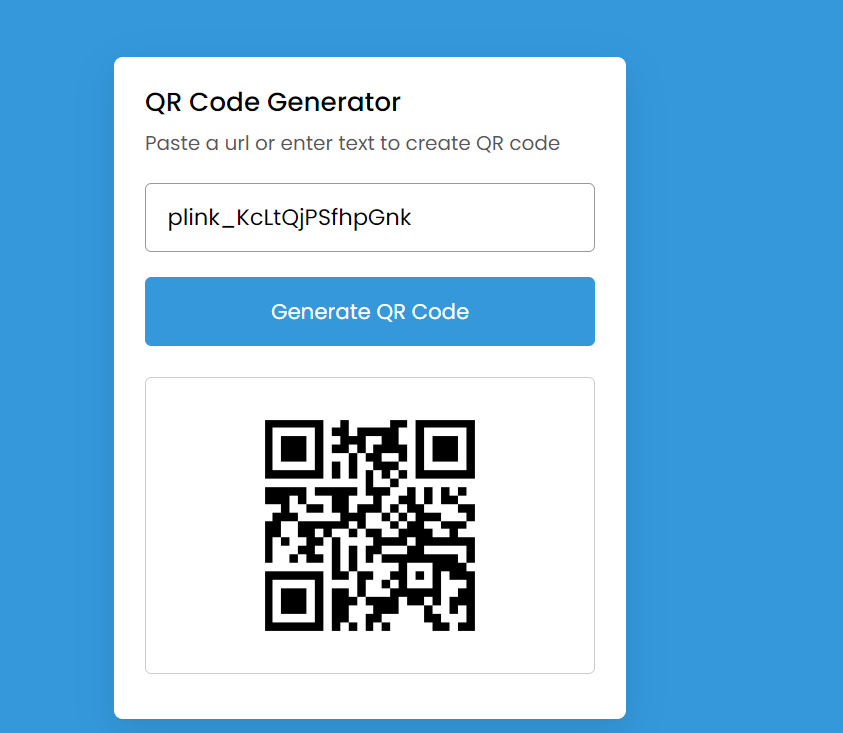 QR Code Generator
Paste a url or enter text to create QR code
plink_KcLtQjPSfhpGnk
Generate QR Code